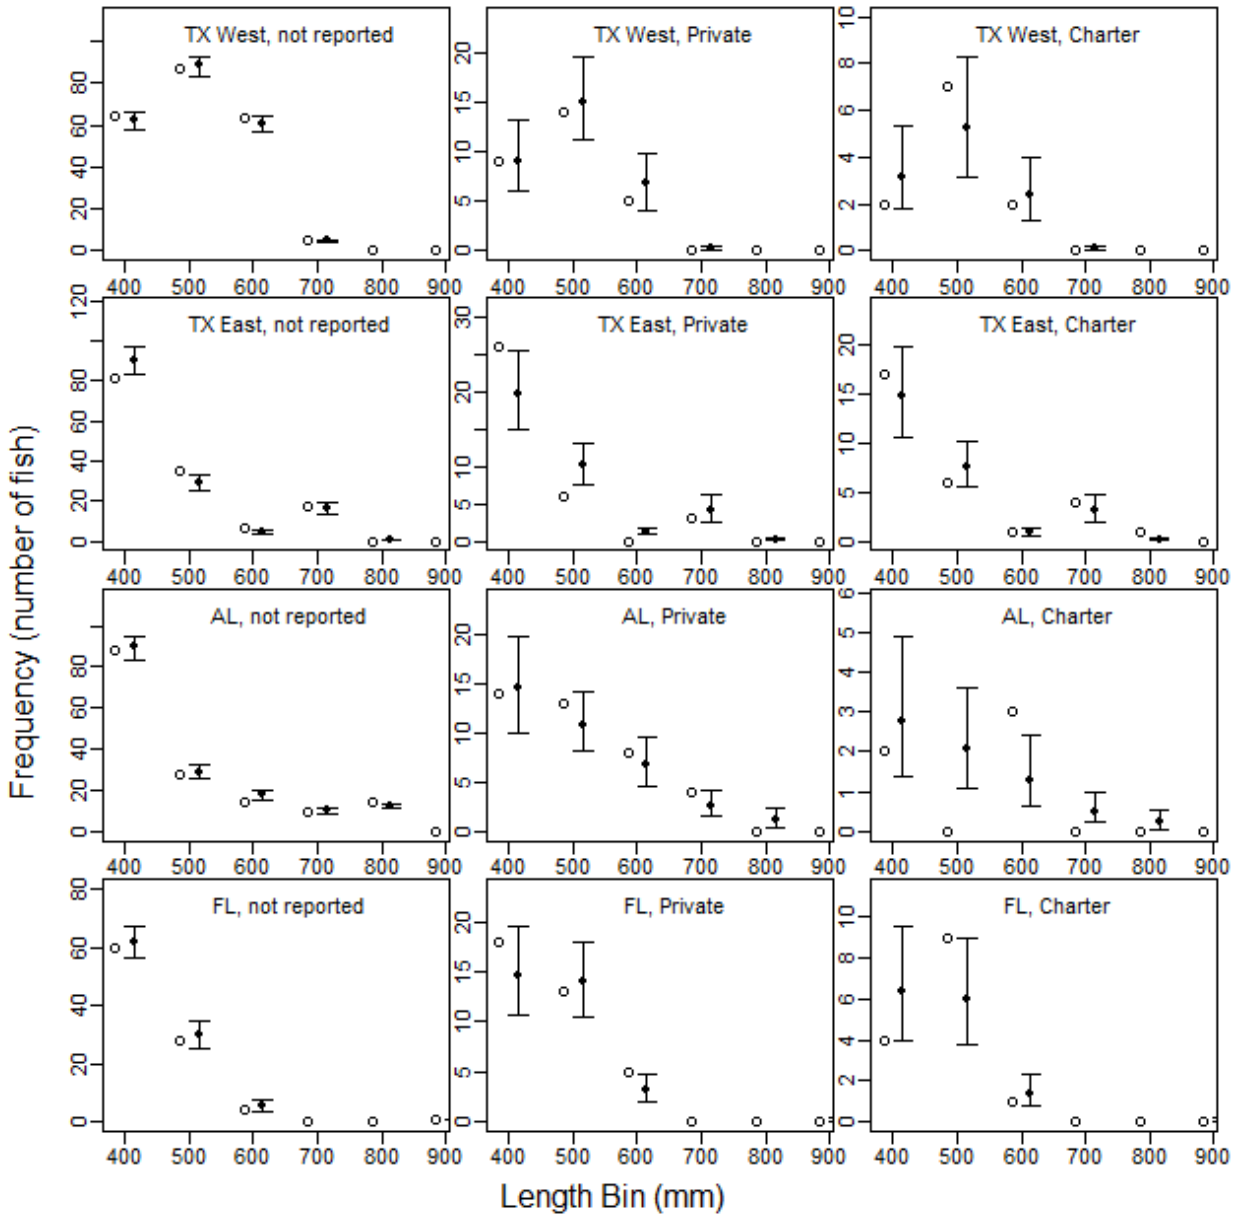 TX West, not reported
0 20 40 60 80
400 500 600 700 800 900
TX West, Private
0 5 10 15 20
400 500 600 700 800 900
TX West, Charter
0 2 4 6 8 10
400 500 600 700 800 900
TX East, not reported
0 20 40 60 80 120
400 500 600 700 800 900
TX East, Private
0 5 10 20 30
400 500 600 700 800 900
TX East, Charter
0 5 10 15 20
400 500 600 700 800 900
AL, not reported
0 20 40 60 80
400 500 600 700 800 900
AL, Private
0 5 10 15 20
400 500 600 700 800 900
AL, Charter
0 1 2 3 4 5 6
400 500 600 700 800 900
FL, not reported
0 20 40 60 80
400 500 600 700 800 900
FL, Private
0 5 10 15 20
400 500 600 700 800 900
FL, Charter
0 2 4 6 8 10
400 500 600 700 800 900
Frequency (number of fish)
Length Bin (mm)